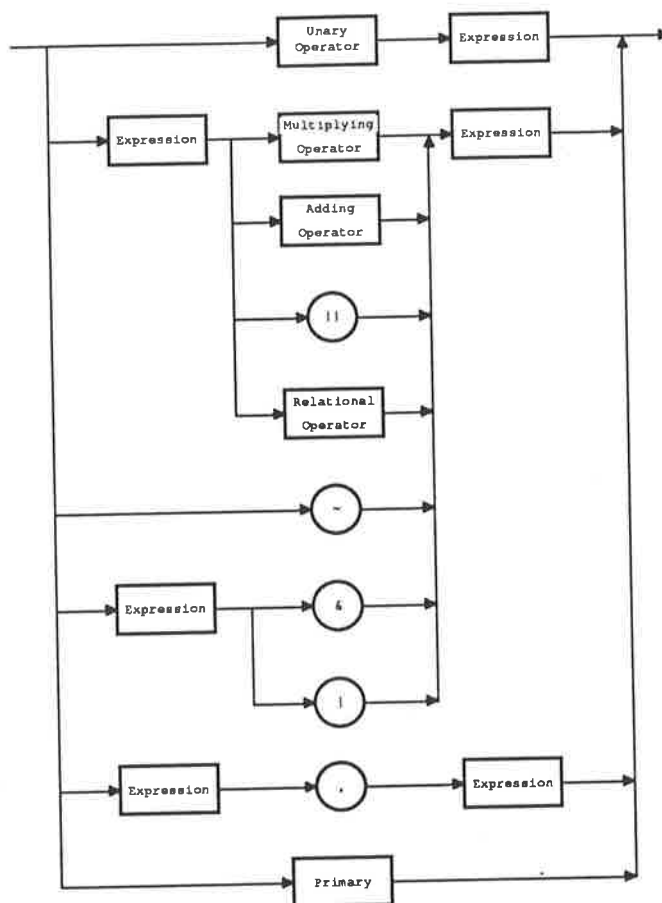 Unary
Operator
Expression
Expression
Multiplying
Operator
Expression
Adding
Operator
||
Relational
Operator
~
Expression
&
|
Expression
Expression
Primary